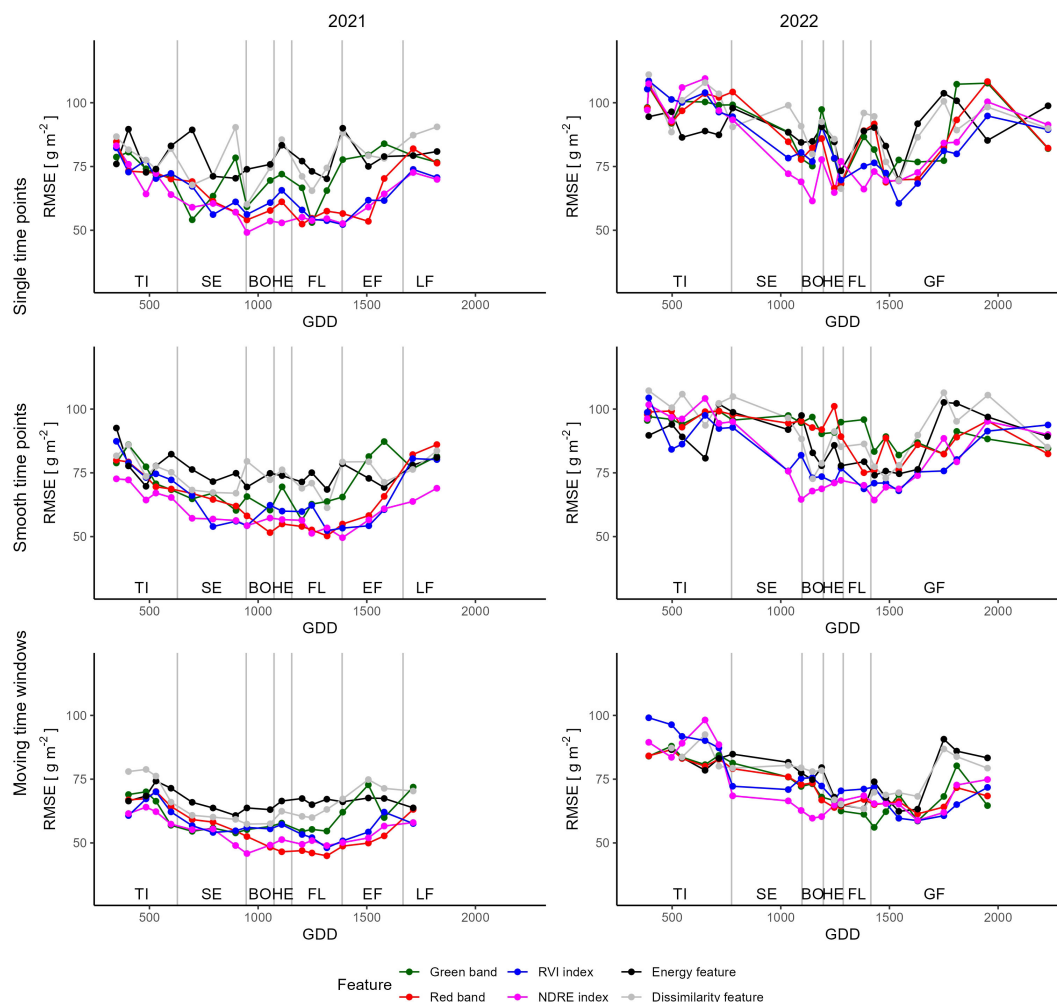 2021 2022
Single time points
RMSE [ g m⁻² ]
100
75
50
TI SE BO HE FL EF LF
500 1000 1500 2000
GDD
RMSE [ g m⁻² ]
100
75
50
TI SE BO HE FL GF
500 1000 1500 2000
GDD
Smooth time points
RMSE [ g m⁻² ]
100
75
50
TI SE BO HE FL EF LF
500 1000 1500 2000
GDD
RMSE [ g m⁻² ]
100
75
50
TI SE BO HE FL GF
500 1000 1500 2000
GDD
Moving time windows
RMSE [ g m⁻² ]
100
75
50
TI SE BO HE FL EF LF
500 1000 1500 2000
GDD
RMSE [ g m⁻² ]
100
75
50
TI SE BO HE FL GF
500 1000 1500 2000
GDD
Feature
Green band RVI index Energy feature
Red band NDRE index Dissimilarity feature